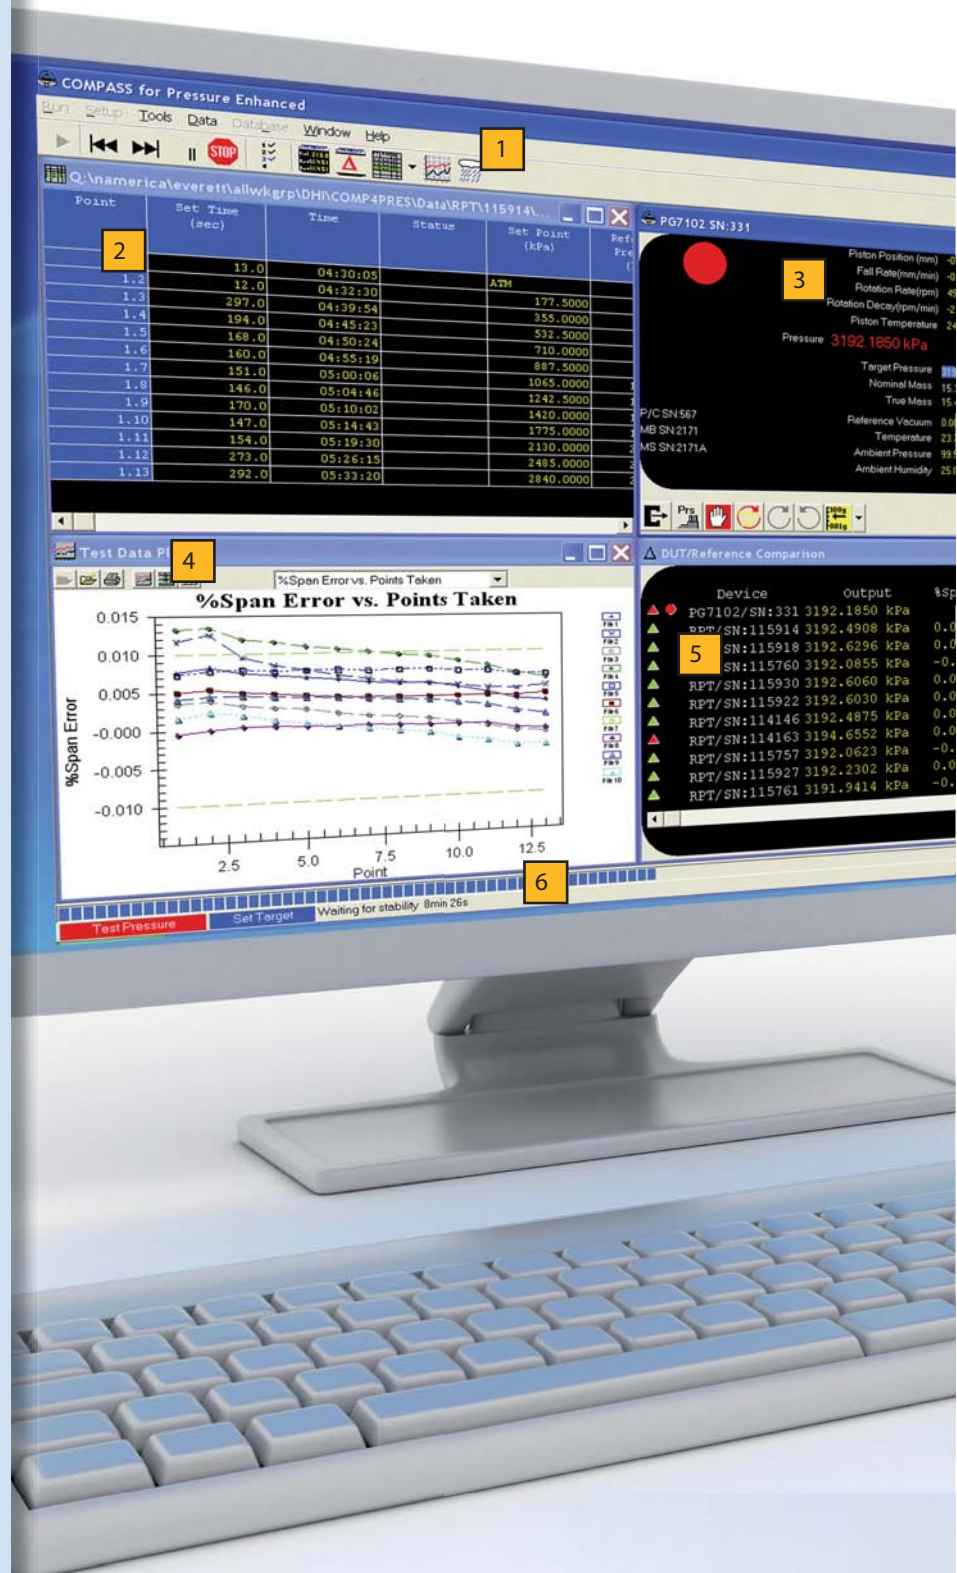 COMPASS for Pressure Enhanced
Run Setup Tools Data Database Window Help
STOP
1
Q:\namerica\everett\allwkgrp\DHI\COMP4PRES\Data\RPT\115914\...
Point Set Time (sec) Time Status Set Point (kPa)
2
13.0 04:30:05 ATM
1.2 12.0 04:32:30 177.5000
1.3 297.0 04:39:54 355.0000
1.4 194.0 04:45:23 532.5000
1.5 168.0 04:50:24 710.0000
1.6 160.0 04:55:19 887.5000
1.7 151.0 05:00:06 1065.0000
1.8 146.0 05:04:46 1242.5000
1.9 170.0 05:10:02 1420.0000
1.10 147.0 05:14:43 1775.0000
1.11 154.0 05:19:30 2130.0000
1.12 273.0 05:26:15 2485.0000
1.13 292.0 05:33:20 2840.0000
PG7102 SN:331
3
Piston Position (mm)
Fall Rate(mm/min)
Rotation Rate(rpm)
Rotation Decay(rpm/min)
Piston Temperature
Pressure 3192.1850 kPa
Target Pressure
Nominal Mass
True Mass
P/C SN:567
MB SN:2171
MS SN:2171A
Reference Vacuum
Temperature
Ambient Pressure
Ambient Humidity
Prs
Test Data
4
%Span Error vs. Points Taken
%Span Error vs. Points Taken
0.015
0.010
0.005
-0.000
-0.005
-0.010
%Span Error
2.5 5.0 7.5 10.0 12.5
Point
DUT/Reference Comparison
Device Output
5
PG7102/SN:331 3192.1850 kPa
RPT/SN:115914 3192.4908 kPa
SN:115918 3192.6296 kPa
SN:115760 3192.0855 kPa
RPT/SN:115930 3192.6060 kPa
RPT/SN:115922 3192.6030 kPa
RPT/SN:114146 3192.4875 kPa
RPT/SN:114163 3194.6552 kPa
RPT/SN:115757 3192.0623 kPa
RPT/SN:115927 3192.2302 kPa
RPT/SN:115761 3191.9414 kPa
6
Test Pressure Set Target Waiting for stability 8min 26s